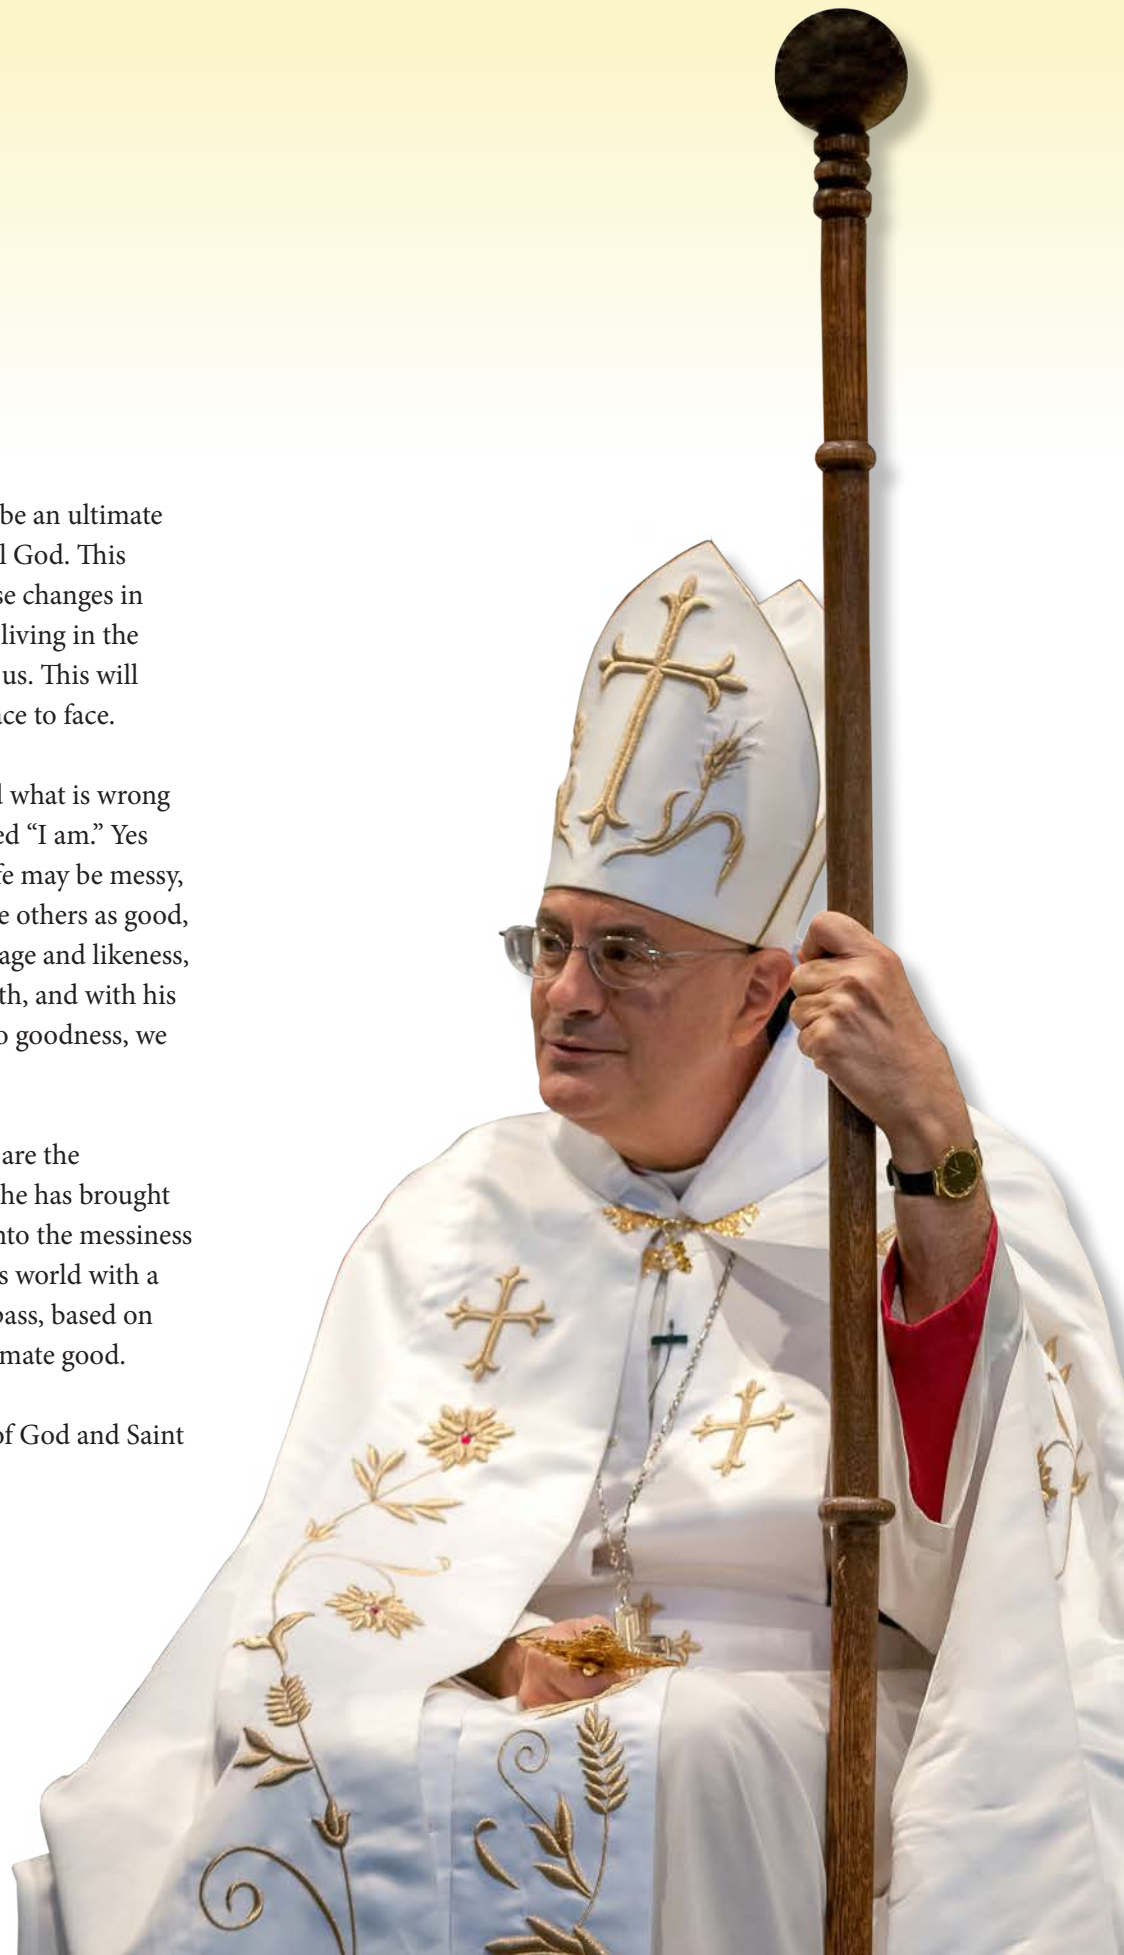 be an ultimate
l God. This
se changes in
living in the
us. This will
ace to face.
l what is wrong
ed “I am.” Yes
fe may be messy,
e others as good,
age and likeness,
th, and with his
o goodness, we
are the
he has brought
nto the messiness
s world with a
pass, based on
mate good.
of God and Saint